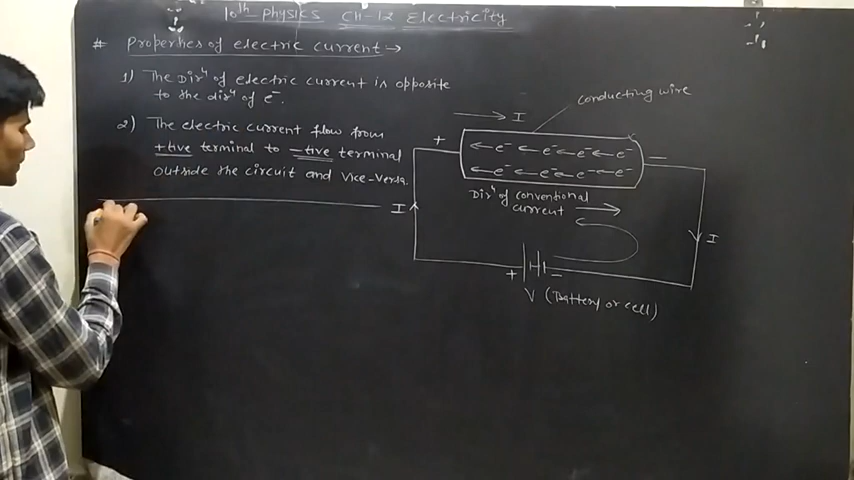 10th Physics CH-12 Electricity
# Properties of electric current →
1) The Dirⁿ of electric current is opposite
to the dirⁿ of e⁻.
2) The electric current flow from
+tive terminal to -tive terminal
outside the circuit and vice-versa.
conducting wire
→ I
+ ← e⁻ ← e⁻ ← e⁻ ← e⁻ -
← e⁻ ← e⁻ ← e⁻ ← e⁻
Dirⁿ of conventional
current →
I
I
+ -
V (Battery or cell)